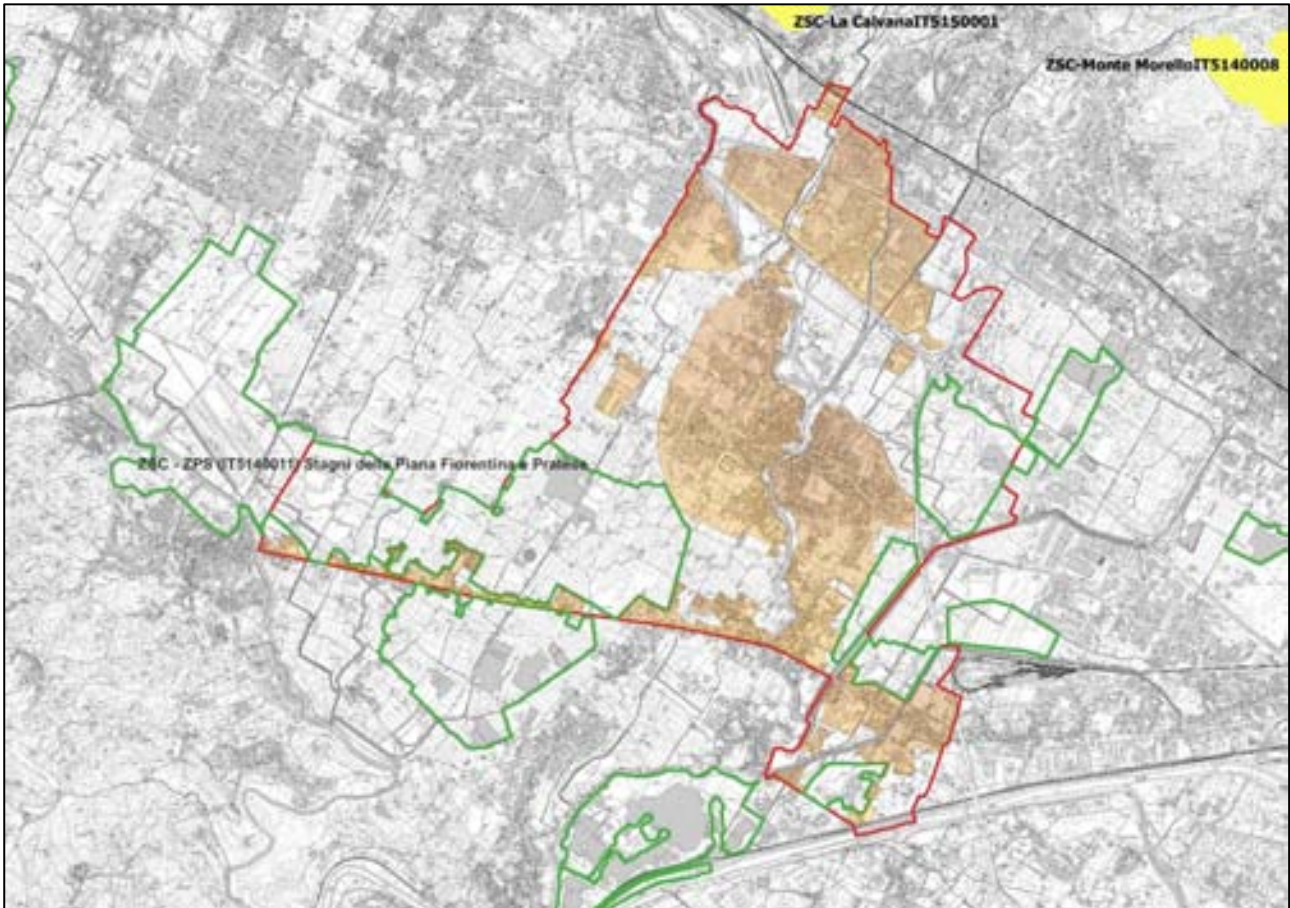 ZSC-La CalvanaIT5150001
ZSC-Monte MorelloIT5140008
ZSC - ZPS (IT5140011) Stagni della Piana Fiorentina e Pratese